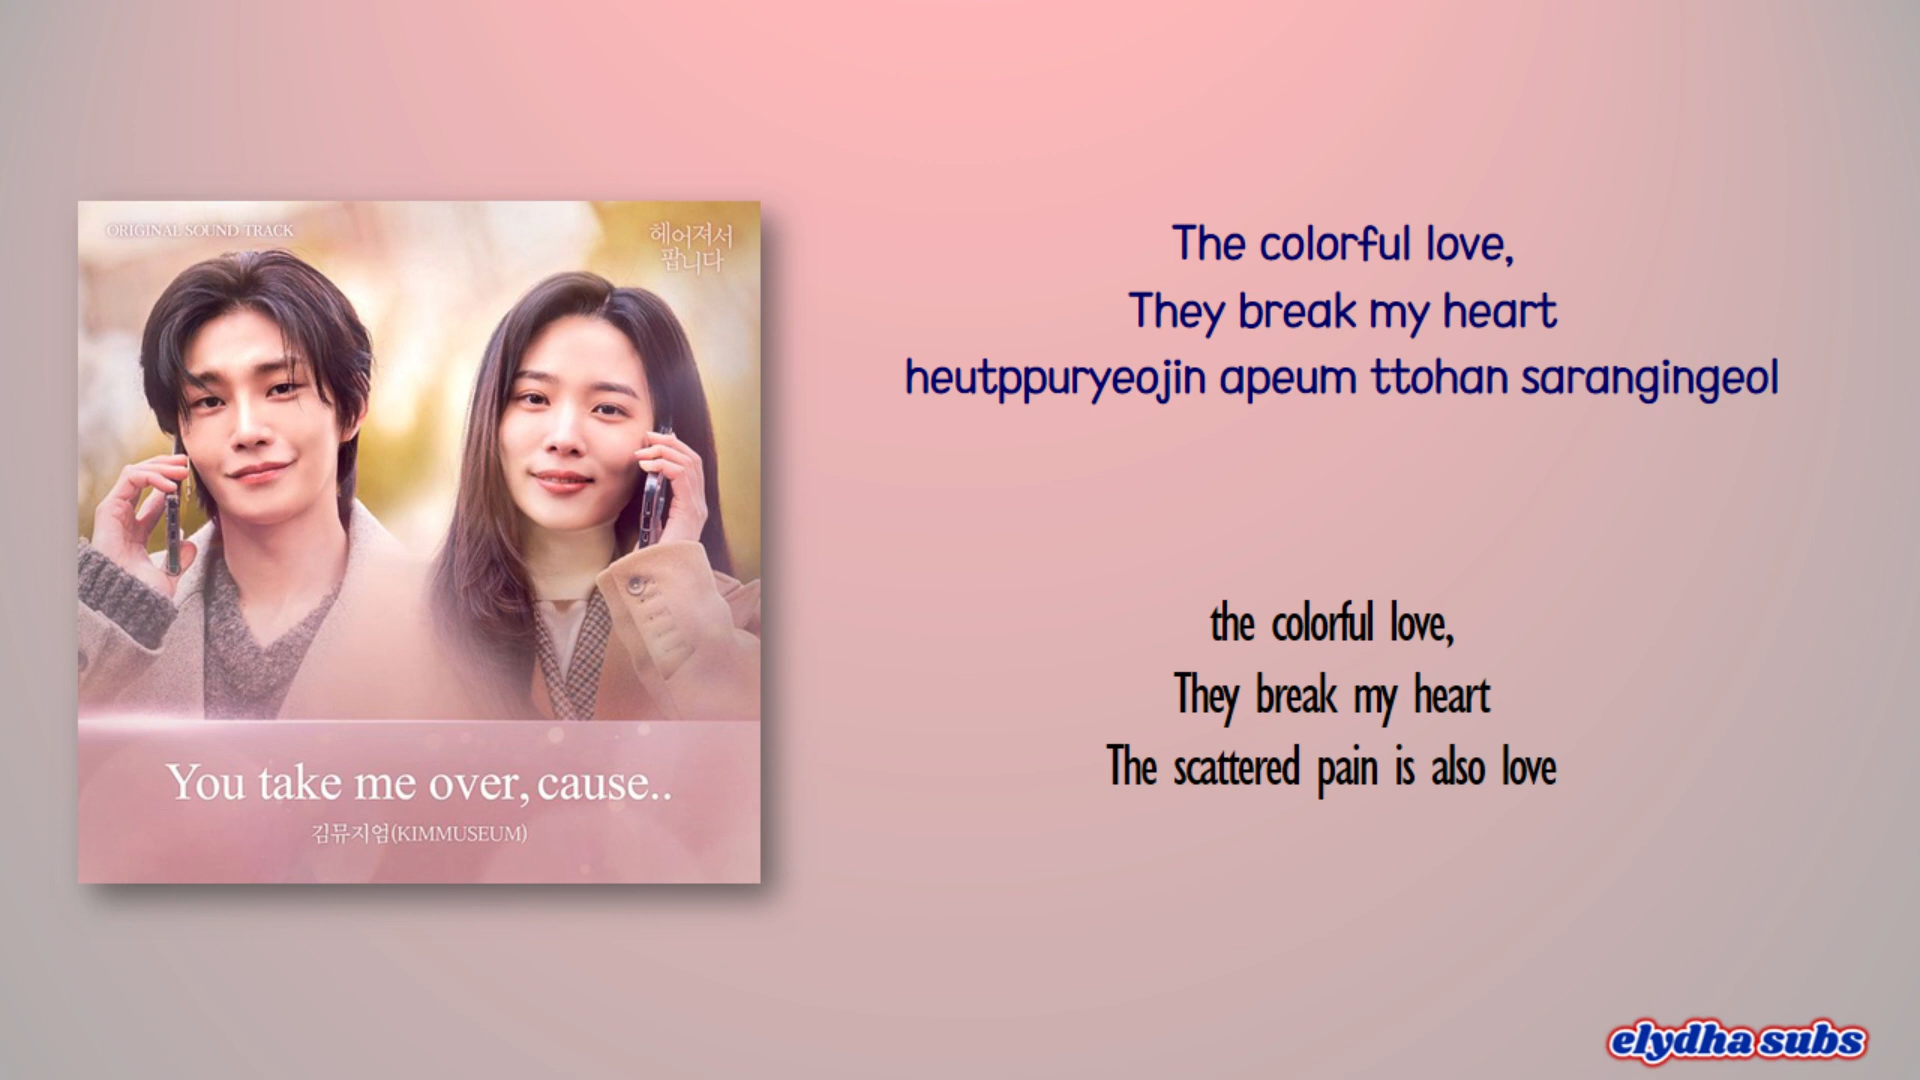 ORIGINAL SOUND TRACK
헤어져서
팝니다
You take me over, cause..
김뮤지엄(KIMMUSEUM)
The colorful love,
They break my heart
heutppuryeojin apeum ttohan sarangingeol
the colorful love,
They break my heart
The scattered pain is also love
elydha subs